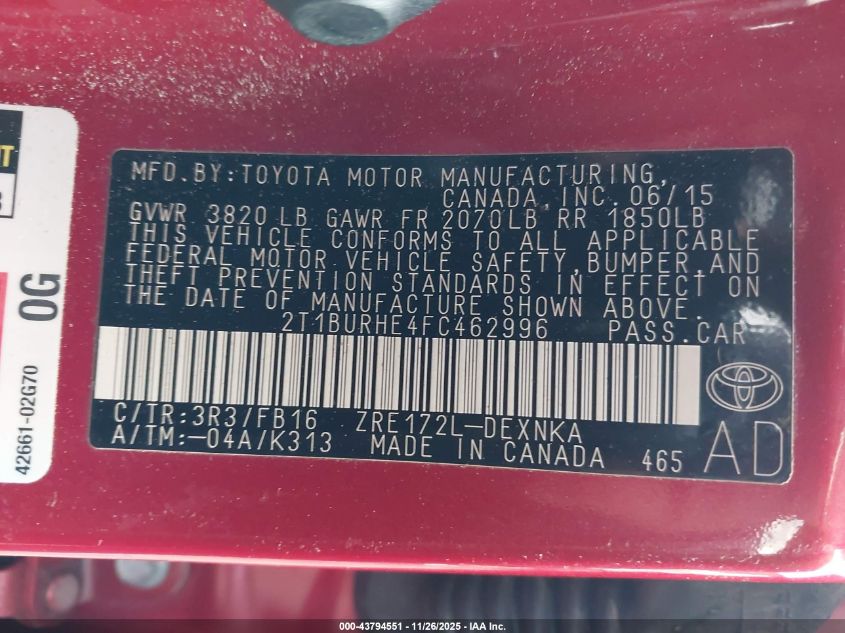 MFD.BY:TOYOTA MOTOR MANUFACTURING,
CANADA,INC. 06/15
GVWR 3820 LB GAWR FR 2070LB RR 1850LB
THIS VEHICLE CONFORMS TO ALL APPLICABLE
FEDERAL MOTOR VEHICLE SAFETY,BUMPER,AND
THEFT PREVENTION STANDARDS IN EFFECT ON
THE DATE OF MANUFACTURE SHOWN ABOVE.
2T1BURHE4FC462996 PASS.CAR
C/TR:3R3/FB16 ZRE172L-DEXNKA
A/TM:-04A/K313 MADE IN CANADA 465
AD
0G
42661-02G70
000-43794551 - 11/26/2025 - IAA Inc.